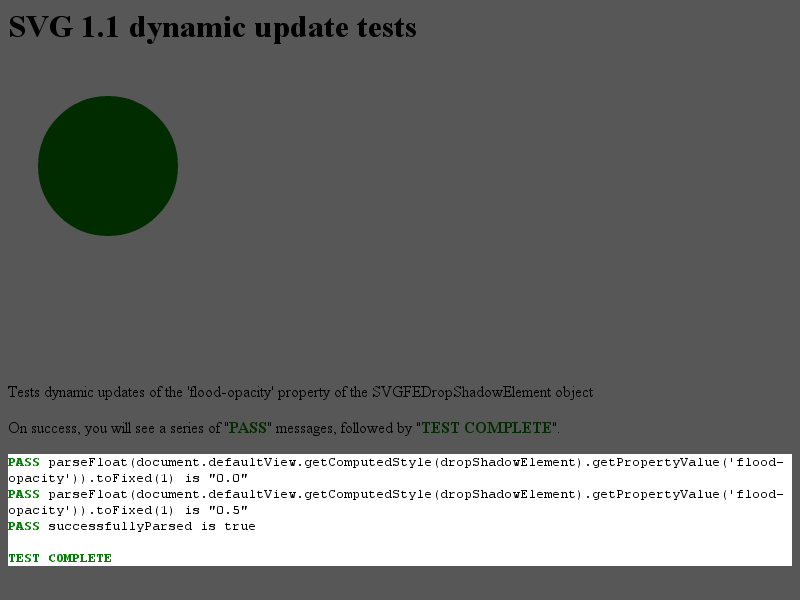 SVG 1.1 dynamic update tests
Tests dynamic updates of the 'flood-opacity' property of the SVGFEDropShadowElement object
On success, you will see a series of "PASS" messages, followed by "TEST COMPLETE".
PASS parseFloat(document.defaultView.getComputedStyle(dropShadowElement).getPropertyValue('flood-
opacity')).toFixed(1) is "0.0"
PASS parseFloat(document.defaultView.getComputedStyle(dropShadowElement).getPropertyValue('flood-
opacity')).toFixed(1) is "0.5"
PASS successfullyParsed is true
TEST COMPLETE